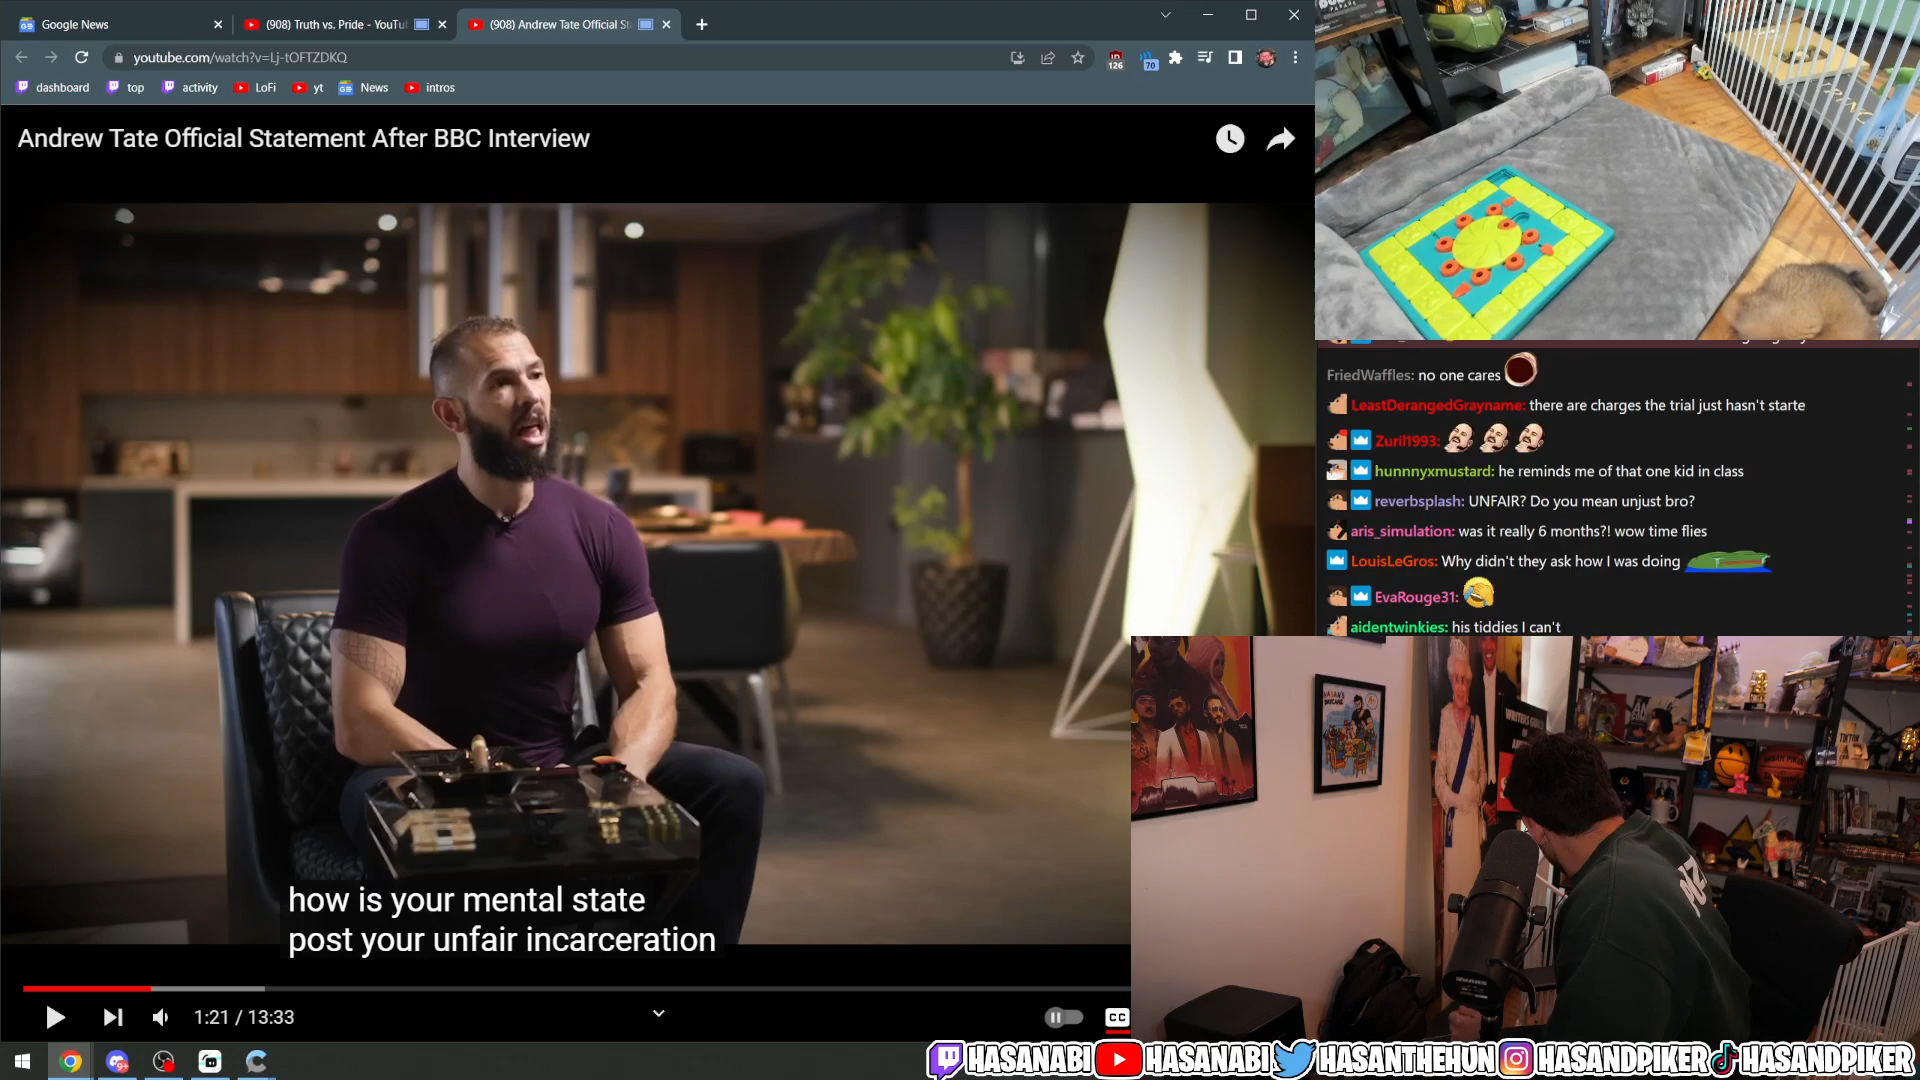 Google News
(908) Truth vs. Pride - YouTu
(908) Andrew Tate Official St
youtube.com/watch?v=Lj-tOFTZDKQ
126
70
dashboard
top
activity
LoFi
yt
News
intros
Andrew Tate Official Statement After BBC Interview
how is your mental state
post your unfair incarceration
1:21 / 13:33
CC
FriedWaffles: no one cares
LeastDerangedGrayname: there are charges the trial just hasn't starte
Zuril1993:
hunnnyxmustard: he reminds me of that one kid in class
reverbsplash: UNFAIR? Do you mean unjust bro?
aris_simulation: was it really 6 months?! wow time flies
LouisLeGros: Why didn't they ask how I was doing
EvaRouge31:
aidentwinkies: his tiddies I can't
9+
HASANABI
HASANABI
HASANTHEHUN
HASANDPIKER
HASANDPIKER